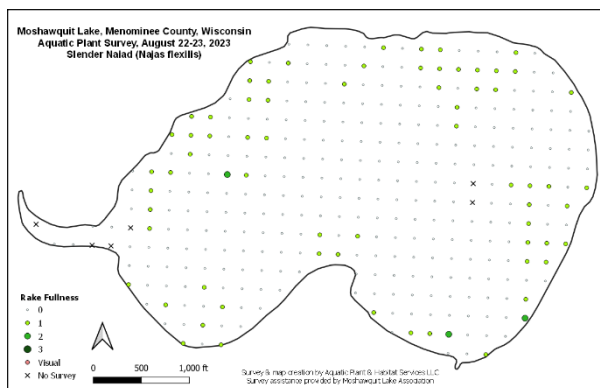 Moshawquit Lake, Menominee County, Wisconsin
Aquatic Plant Survey, August 22-23, 2023
Slender Naiad (Najas flexilis)
Rake Fullness
0
1
2
3
Visual
No Survey
0 500 1,000 ft
Survey & map creation by Aquatic Plant & Habitat Services LLC
Survey assistance provided by Moshawquit Lake Association